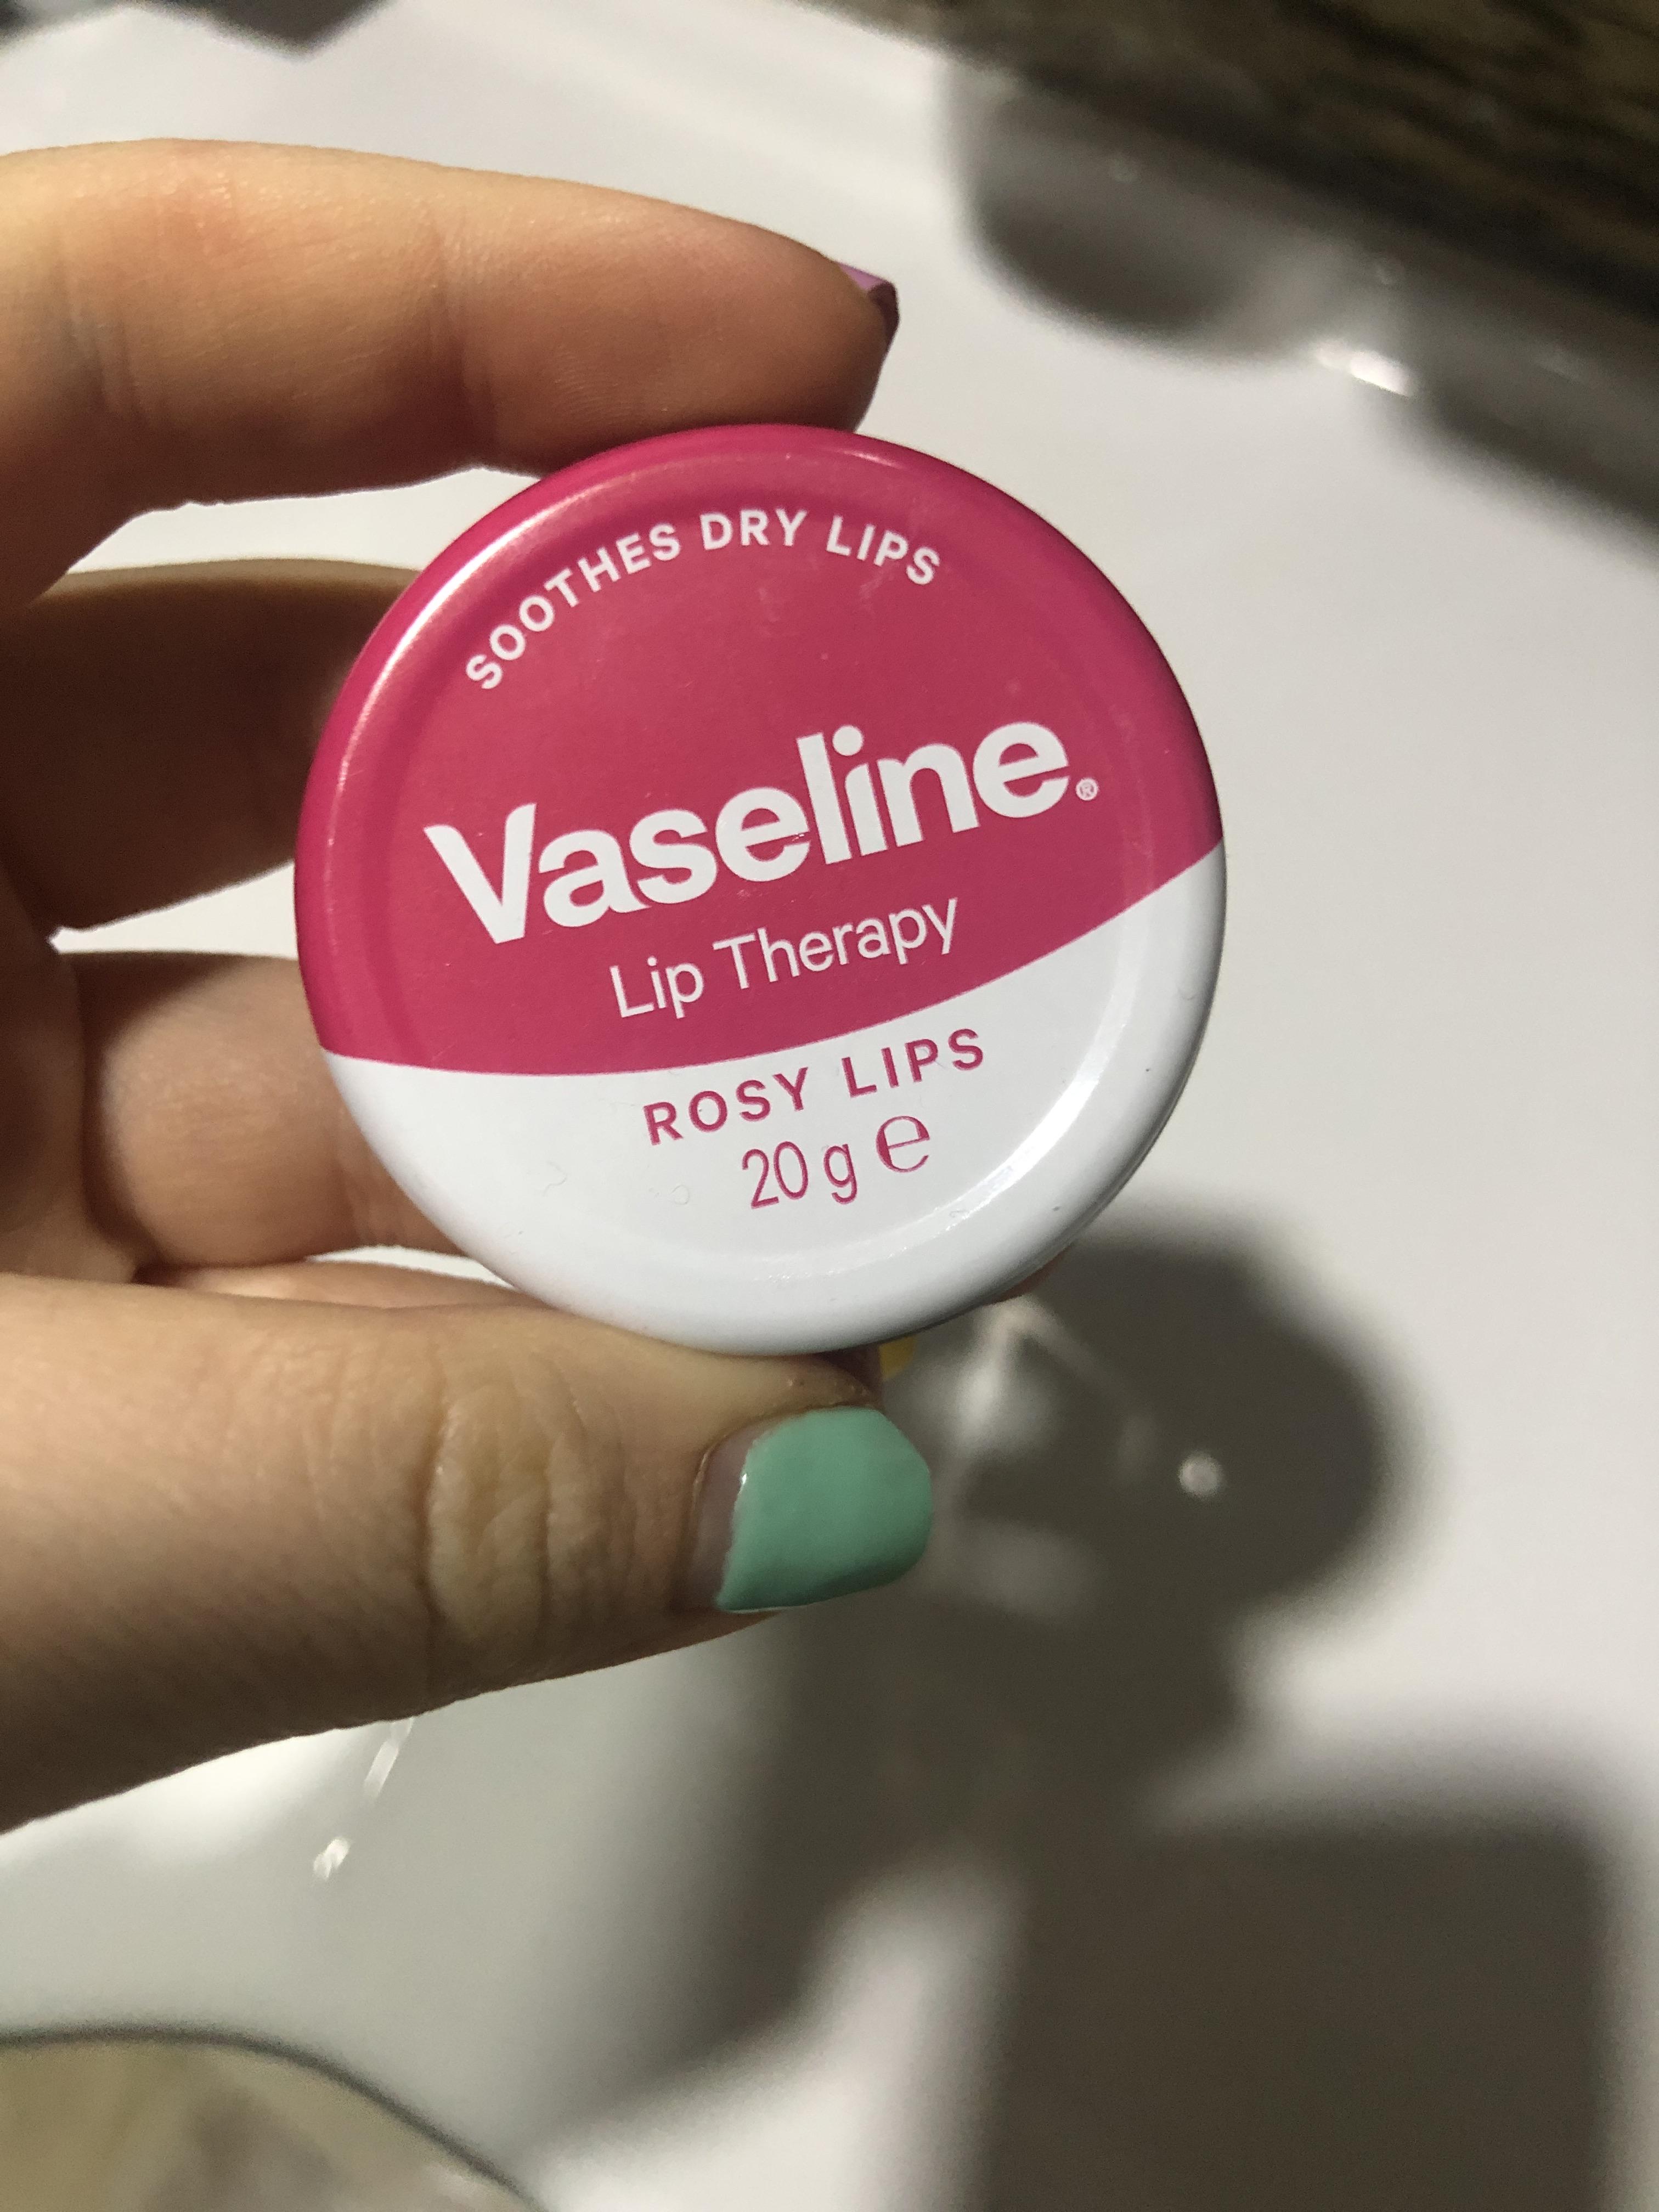 SOOTHES DRY LIPS
Vaseline®
Lip Therapy
ROSY LIPS
20 g ℮